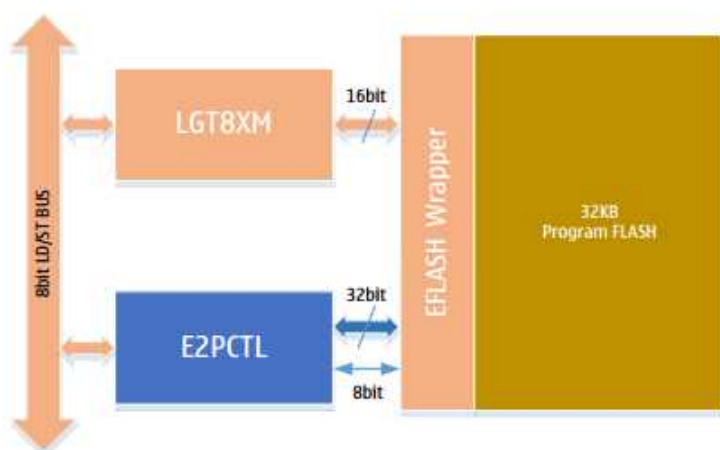 8bit LD/ST BUS
LGT8XM
16bit
E2PCTL
32bit
8bit
EFLASH Wrapper
32KB
Program FLASH